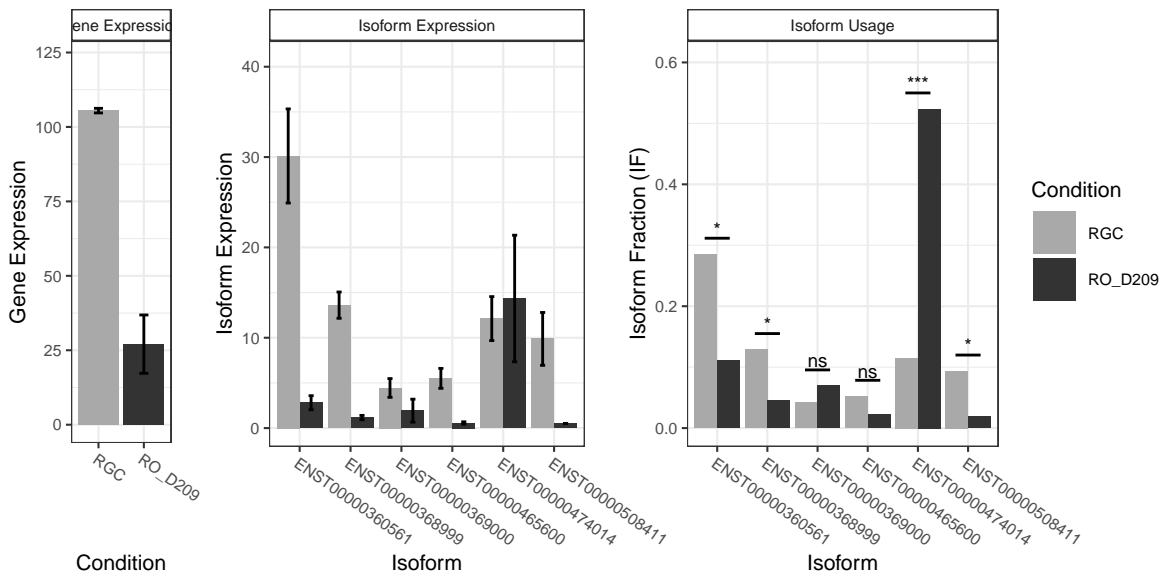 ene Expressio
Isoform Expression
Isoform Usage
Gene Expression
125
100
75
50
25
0
RGC
RO_D209
Condition
Isoform Expression
40
30
20
10
0
ENST00000360561
ENST00000368999
ENST00000369000
ENST00000465600
ENST00000474014
ENST00000508411
Isoform
Isoform Fraction (IF)
0.6
0.4
0.2
0.0
*
*
ns
ns
***
*
ENST00000360561
ENST00000368999
ENST00000369000
ENST00000465600
ENST00000474014
ENST00000508411
Isoform
Condition
RGC
RO_D209